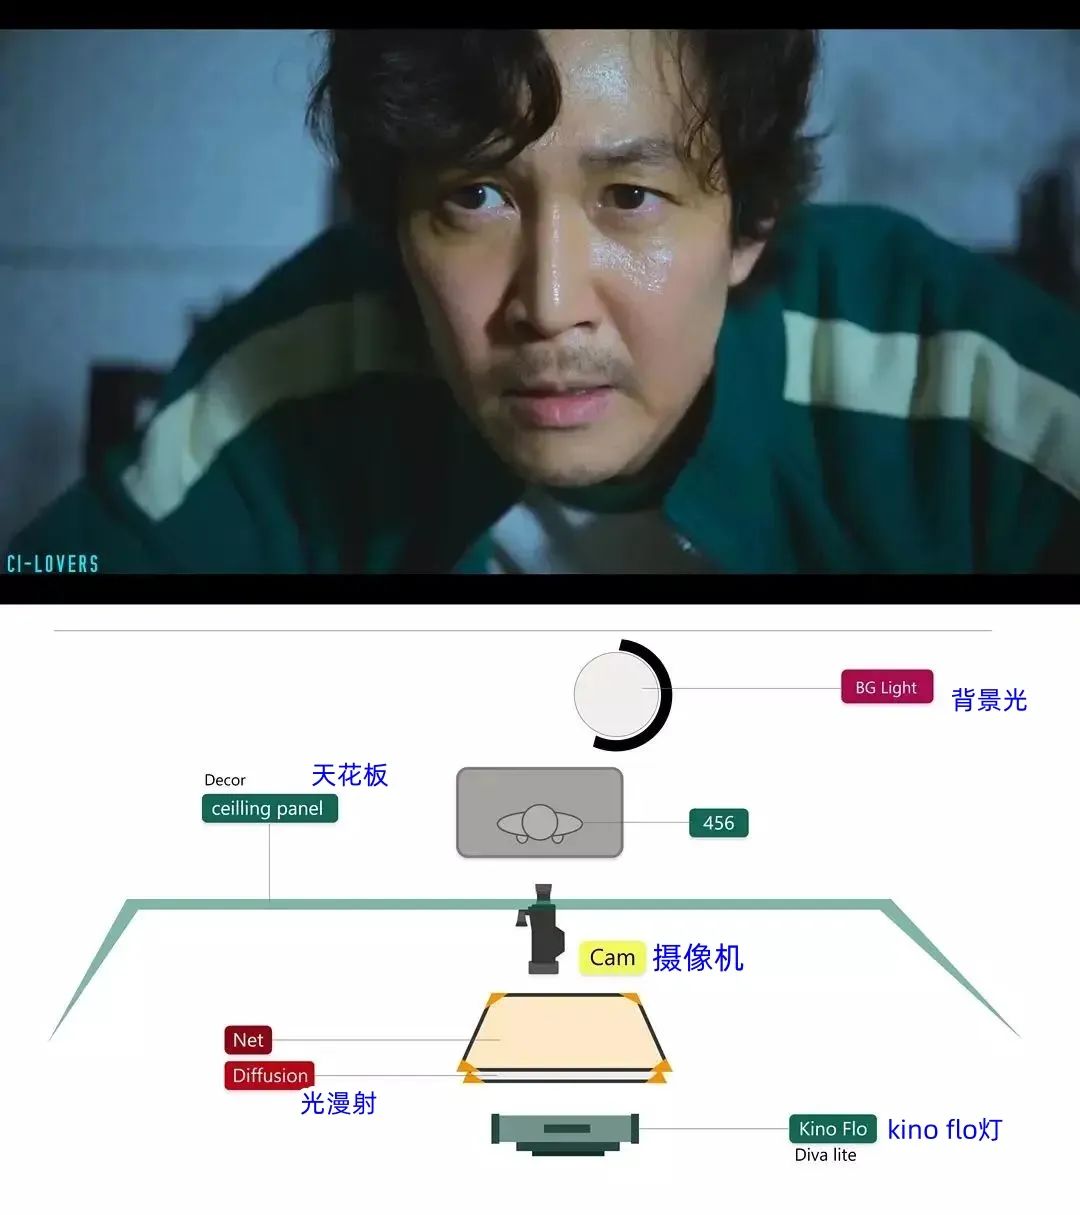 CI-LOVERS
BG Light
背景光
Decor
天花板
ceilling panel
456
Cam
摄像机
Net
Diffusion
光漫射
Kino Flo
kino flo灯
Diva lite